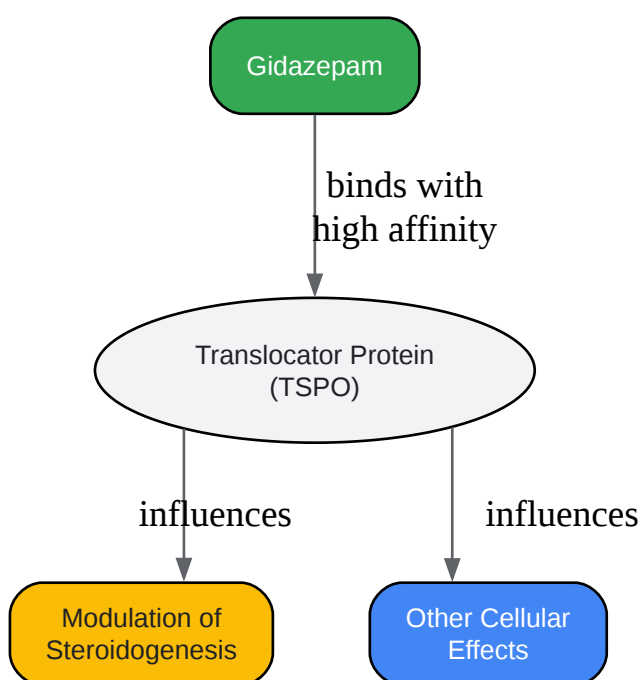 Gidazepam
binds with
high affinity
Translocator Protein
(TSPO)
influences
influences
Modulation of
Steroidogenesis
Other Cellular
Effects